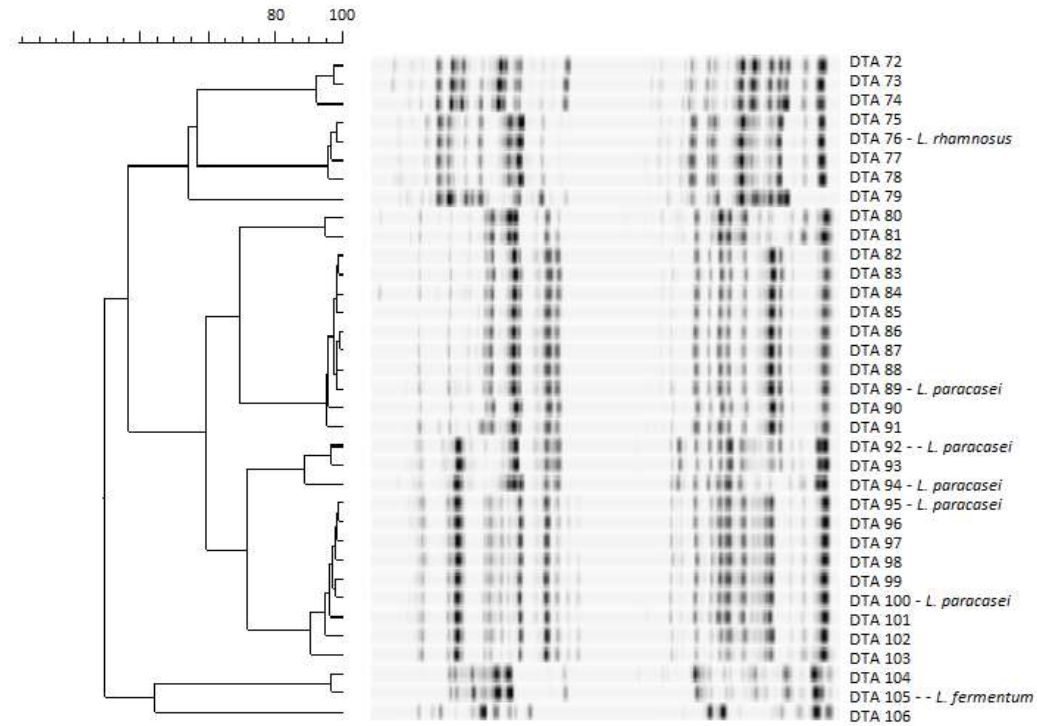 80 100
DTA 72
DTA 73
DTA 74
DTA 75
DTA 76 - L. rhamnosus
DTA 77
DTA 78
DTA 79
DTA 80
DTA 81
DTA 82
DTA 83
DTA 84
DTA 85
DTA 86
DTA 87
DTA 88
DTA 89 - L. paracasei
DTA 90
DTA 91
DTA 92 - - L. paracasei
DTA 93
DTA 94 - L. paracasei
DTA 95 - L. paracasei
DTA 96
DTA 97
DTA 98
DTA 99
DTA 100 - L. paracasei
DTA 101
DTA 102
DTA 103
DTA 104
DTA 105 - - L. fermentum
DTA 106